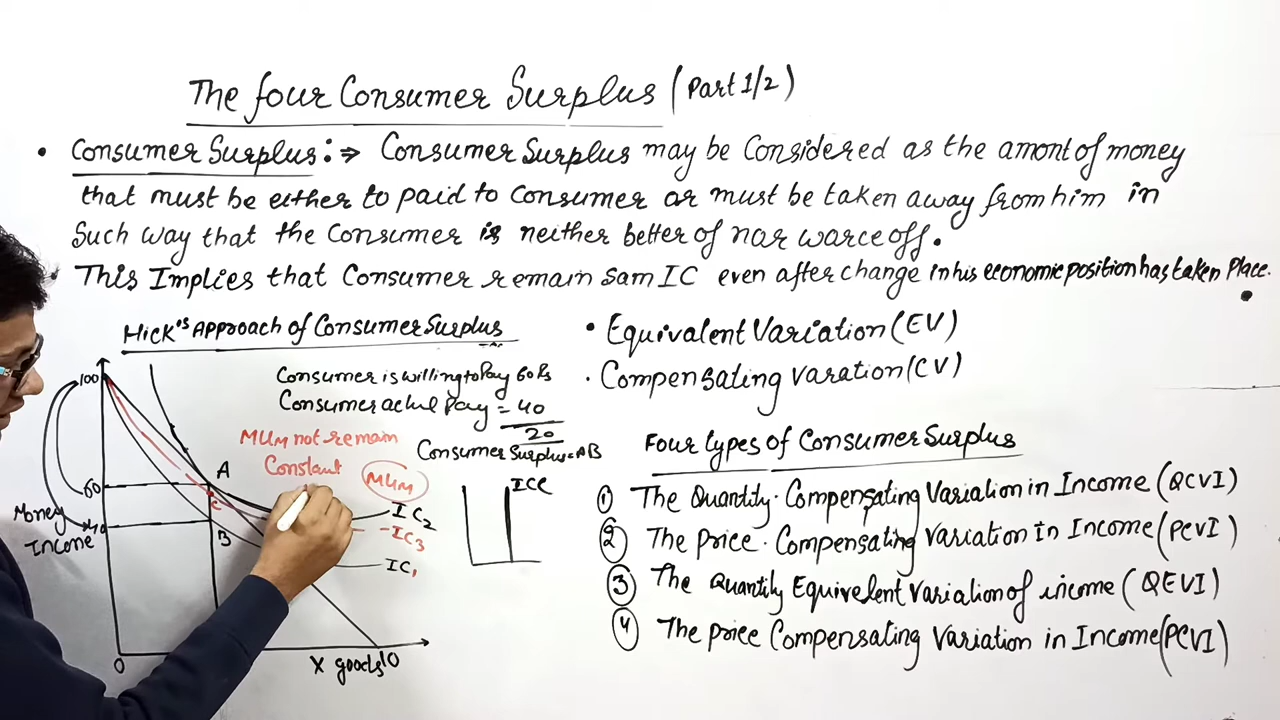 The four Consumer Surplus (Part 1/2)
• Consumer Surplus :⇒ Consumer Surplus may be Considered as the amont of money
that must be either to paid to Consumer or must be taken away from him in
Such way that the Consumer is neither better of nar warce off.
This Implies that Consumer remain Sam IC even after change in his economic position has taken Place.
Hick's Approach of Consumer Surplus
100
60
40
Money
Income
0
X goods
10
A
C
B
Consumer is willing to Pay 60 Rs
Consumer actul Pay = 40
20
Consumer Surplus = AB
MUM not remain
Constant
MUM
IC2
IC3
IC1
ICC
• Equivalent Variation (EV)
• Compensating Varation (CV)
Four types of Consumer Surplus
① The Quantity. Compensating Variation in Income (QCVI)
② The price. Compensating Variation in Income (PCVI)
③ The Quantily Equivelent Variation of income (QEVI)
④ The Price Compensating Variation in Income (PCVI)